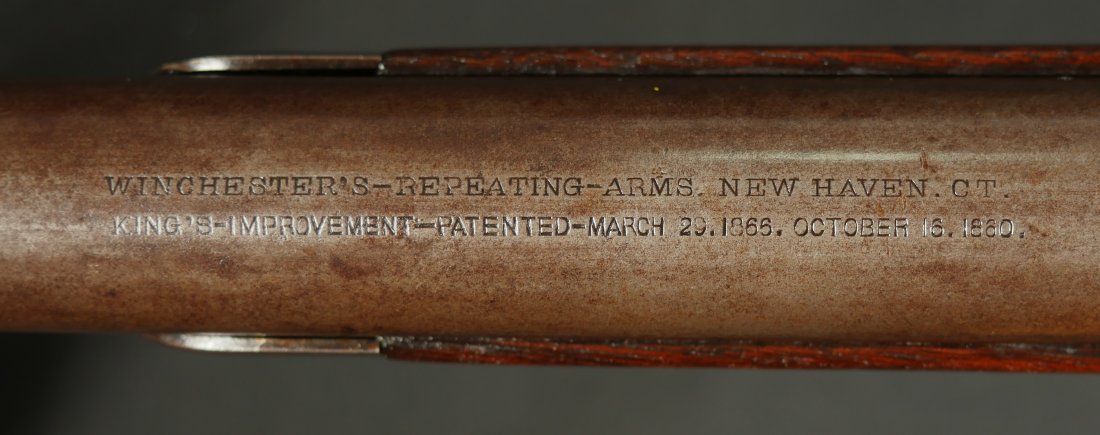 WINCHESTER'S-REPEATING-ARMS. NEW HAVEN. CT.
KING'S-IMPROVEMENT-PATENTED-MARCH 29. 1866. OCTOBER 16. 1860.